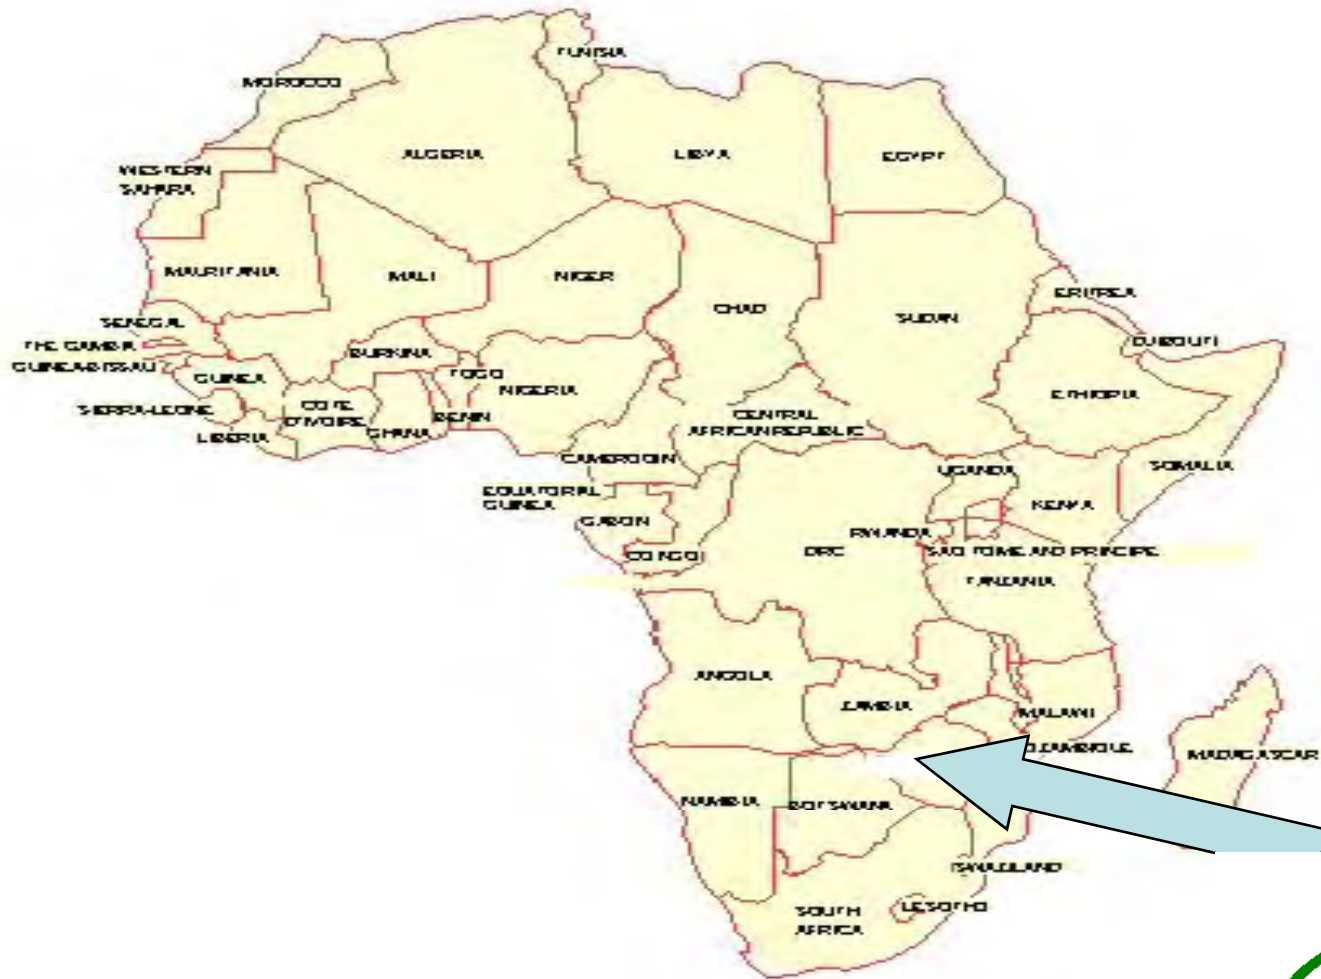 TUNISIA
MOROCCO
ALGERIA
LIBYA
EGYPT
WESTERN
SAHARA
MAURITANIA
MALI
NIGER
CHAD
SUDAN
ERITREA
SENEGAL
THE GAMBIA
GUINEA-BISSAU
GUINEA
BURKINA
TOGO
NIGERIA
DJIBOUTI
ETHIOPIA
SIERRA-LEONE
COTE
D'IVOIRE
BENIN
GHANA
LIBERIA
CENTRAL
AFRICAN REPUBLIC
CAMEROON
UGANDA
SOMALIA
EQUATORIAL
GUINEA
GABON
KENYA
RWANDA
CONGO
DRC
SAO TOME AND PRINCIPE
TANZANIA
ANGOLA
ZAMBIA
MALAWI
OZAMBIQUE
MADAGASCAR
NAMIBIA
BOTSWANA
SWAZILAND
LESOTHO
SOUTH
AFRICA